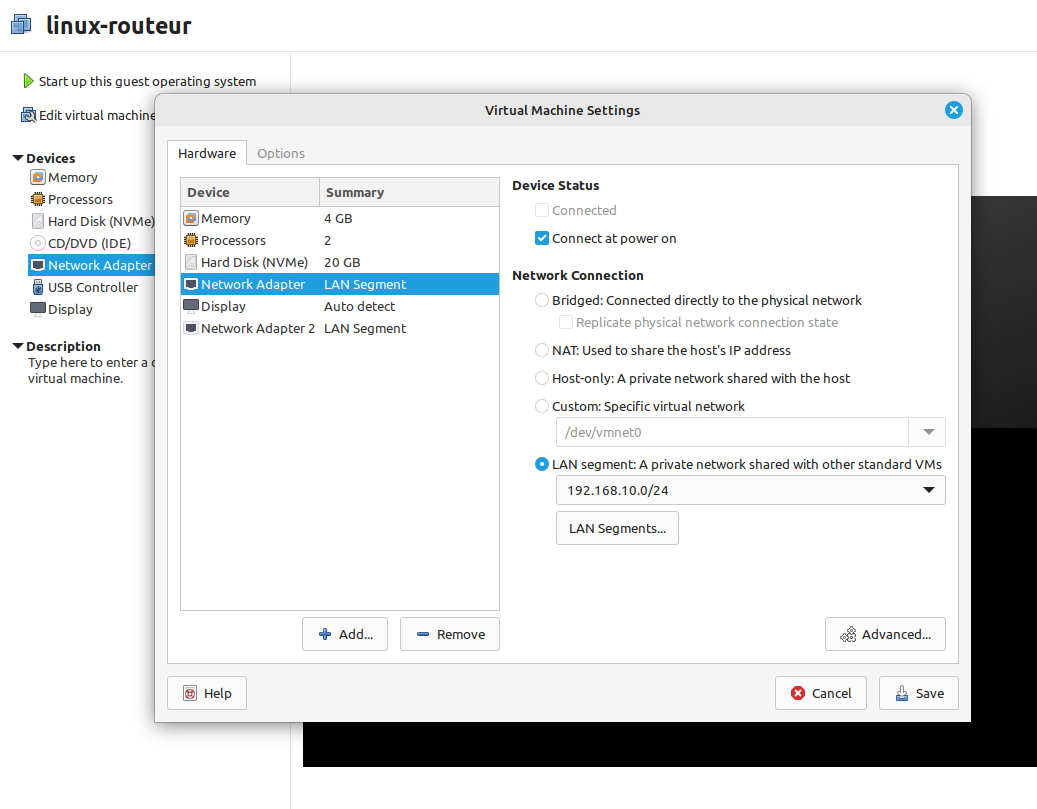 linux-routeur
Start up this guest operating system
Edit virtual machine
Devices
Memory
Processors
Hard Disk (NVMe)
CD/DVD (IDE)
Network Adapter
USB Controller
Display
Description
Type here to enter a
virtual machine.
Virtual Machine Settings
Hardware Options
Device Summary
Memory 4 GB
Processors 2
Hard Disk (NVMe) 20 GB
Network Adapter LAN Segment
Display Auto detect
Network Adapter 2 LAN Segment
Add... Remove
Device Status
Connected
Connect at power on
Network Connection
Bridged: Connected directly to the physical network
Replicate physical network connection state
NAT: Used to share the host's IP address
Host-only: A private network shared with the host
Custom: Specific virtual network
/dev/vmnet0
LAN segment: A private network shared with other standard VMs
192.168.10.0/24
LAN Segments...
Advanced...
Help Cancel Save